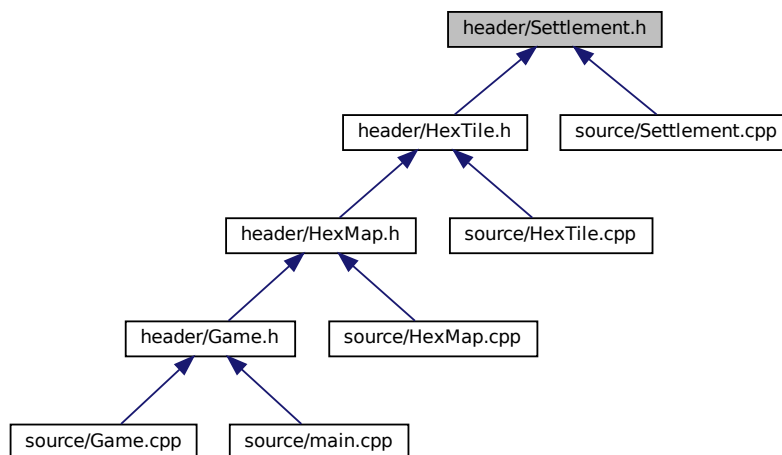 header/Settlement.h
header/HexTile.h
source/Settlement.cpp
header/HexMap.h
source/HexTile.cpp
header/Game.h
source/HexMap.cpp
source/Game.cpp
source/main.cpp